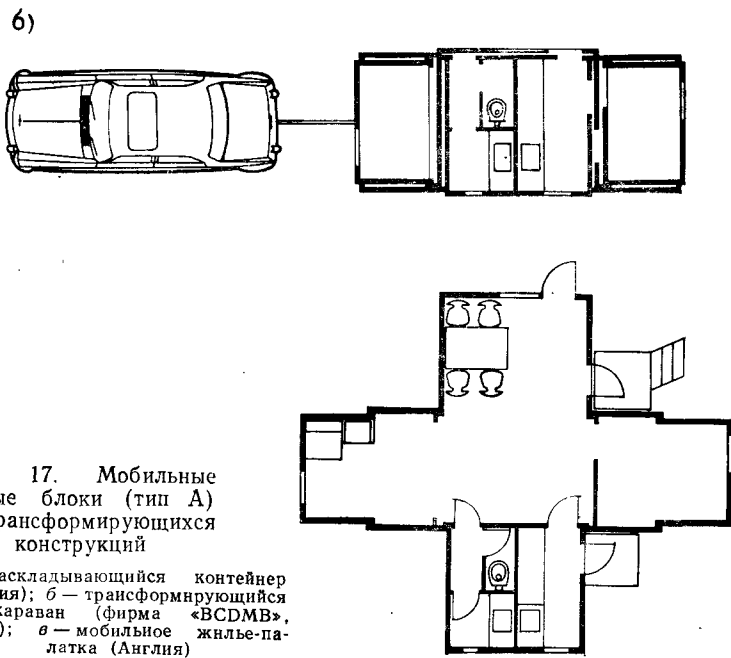 б)
17. Мобильные
ые блоки (тип А)
рансформирующихся
конструкций
аскладывающийся контейнер
ия); б — трансформирующийся
караван (фирма «BCDMB»,
); в — мобильное жилье-па-
латка (Англия)